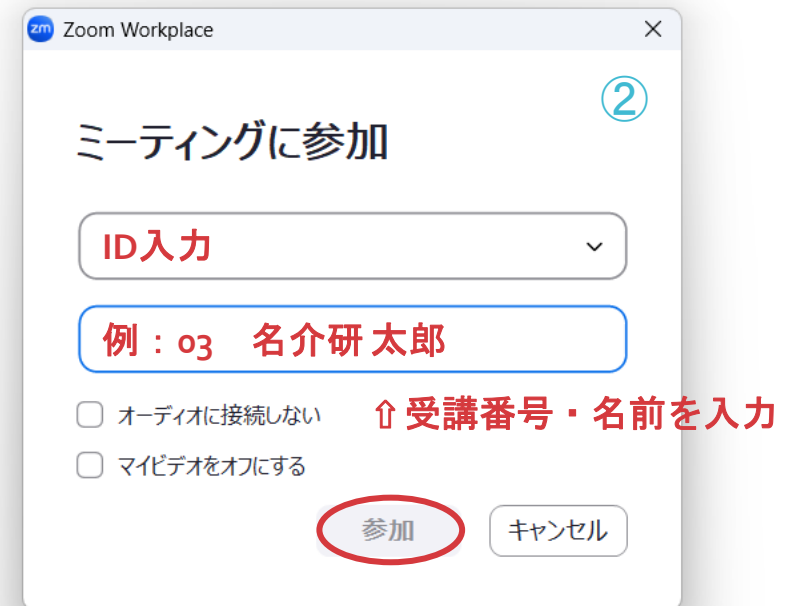 zm Zoom Workplace
②
ミーティングに参加
ID入力
例：03　名介研 太郎
オーディオに接続しない
⇧受講番号・名前を入力
マイビデオをオフにする
参加
キャンセル